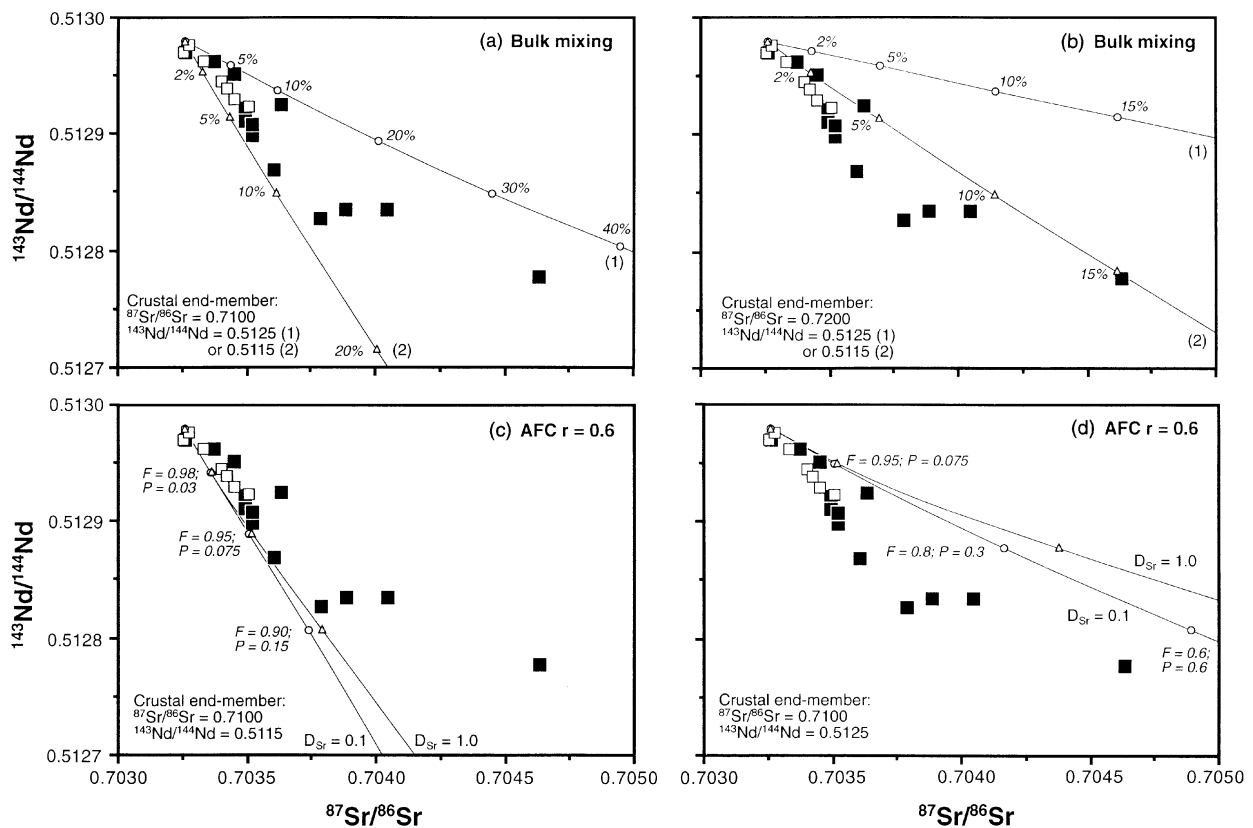 0.5130
(a) Bulk mixing
5%
2%
10%
0.5129
5%
20%
10%
30%
40%
0.5128
(1)
Crustal end-member:
⁸⁷Sr/⁸⁶Sr = 0.7100
¹⁴³Nd/¹⁴⁴Nd = 0.5125 (1)
or 0.5115 (2)
20%
(2)
0.5127
¹⁴³Nd/¹⁴⁴Nd
(b) Bulk mixing
2%
5%
2%
10%
15%
5%
(1)
10%
15%
Crustal end-member:
⁸⁷Sr/⁸⁶Sr = 0.7200
¹⁴³Nd/¹⁴⁴Nd = 0.5125 (1)
or 0.5115 (2)
(2)
0.5130
(c) AFC r = 0.6
F = 0.98;
P = 0.03
0.5129
F = 0.95;
P = 0.075
0.5128
F = 0.90;
P = 0.15
Crustal end-member:
⁸⁷Sr/⁸⁶Sr = 0.7100
¹⁴³Nd/¹⁴⁴Nd = 0.5115
D_Sr = 0.1
D_Sr = 1.0
0.5127
0.7030
0.7035
0.7040
0.7045
0.7050
¹⁴³Nd/¹⁴⁴Nd
⁸⁷Sr/⁸⁶Sr
(d) AFC r = 0.6
F = 0.95; P = 0.075
F = 0.8; P = 0.3
D_Sr = 1.0
D_Sr = 0.1
F = 0.6;
P = 0.6
Crustal end-member:
⁸⁷Sr/⁸⁶Sr = 0.7100
¹⁴³Nd/¹⁴⁴Nd = 0.5125
0.7030
0.7035
0.7040
0.7045
0.7050
⁸⁷Sr/⁸⁶Sr